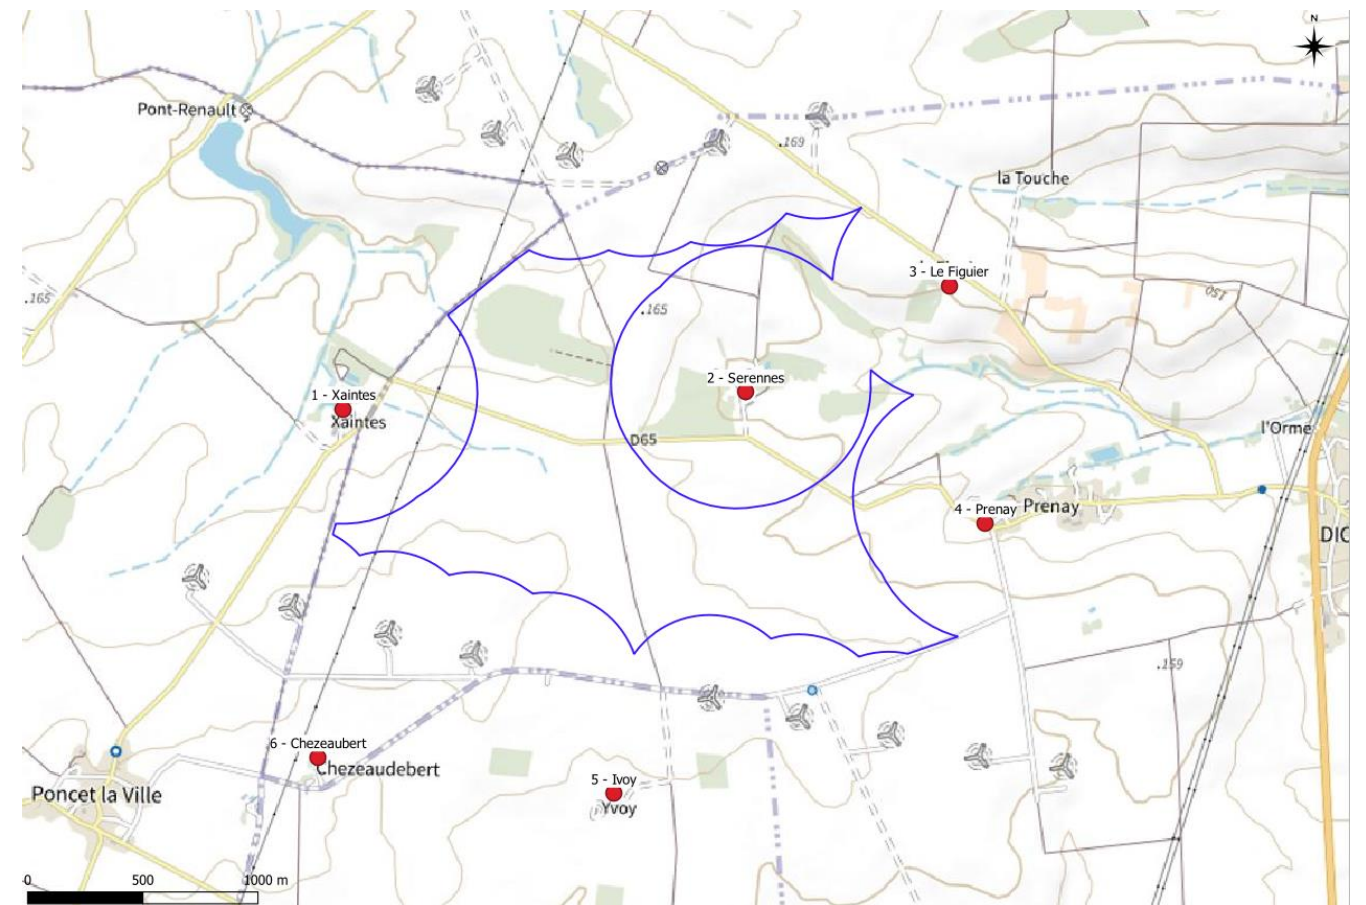 N
Pont-Renault
.169
la Touche
3 - Le Figuier
.165
.165
150
2 - Serennes
1 - Xaintes
Xaintes
D65
l'Orme
4 - Prenay
Prenay
DIC
.159
6 - Chezeaubert
Chezeaudebert
5 - Ivoy
Yvoy
Poncet la Ville
0
500
1000 m